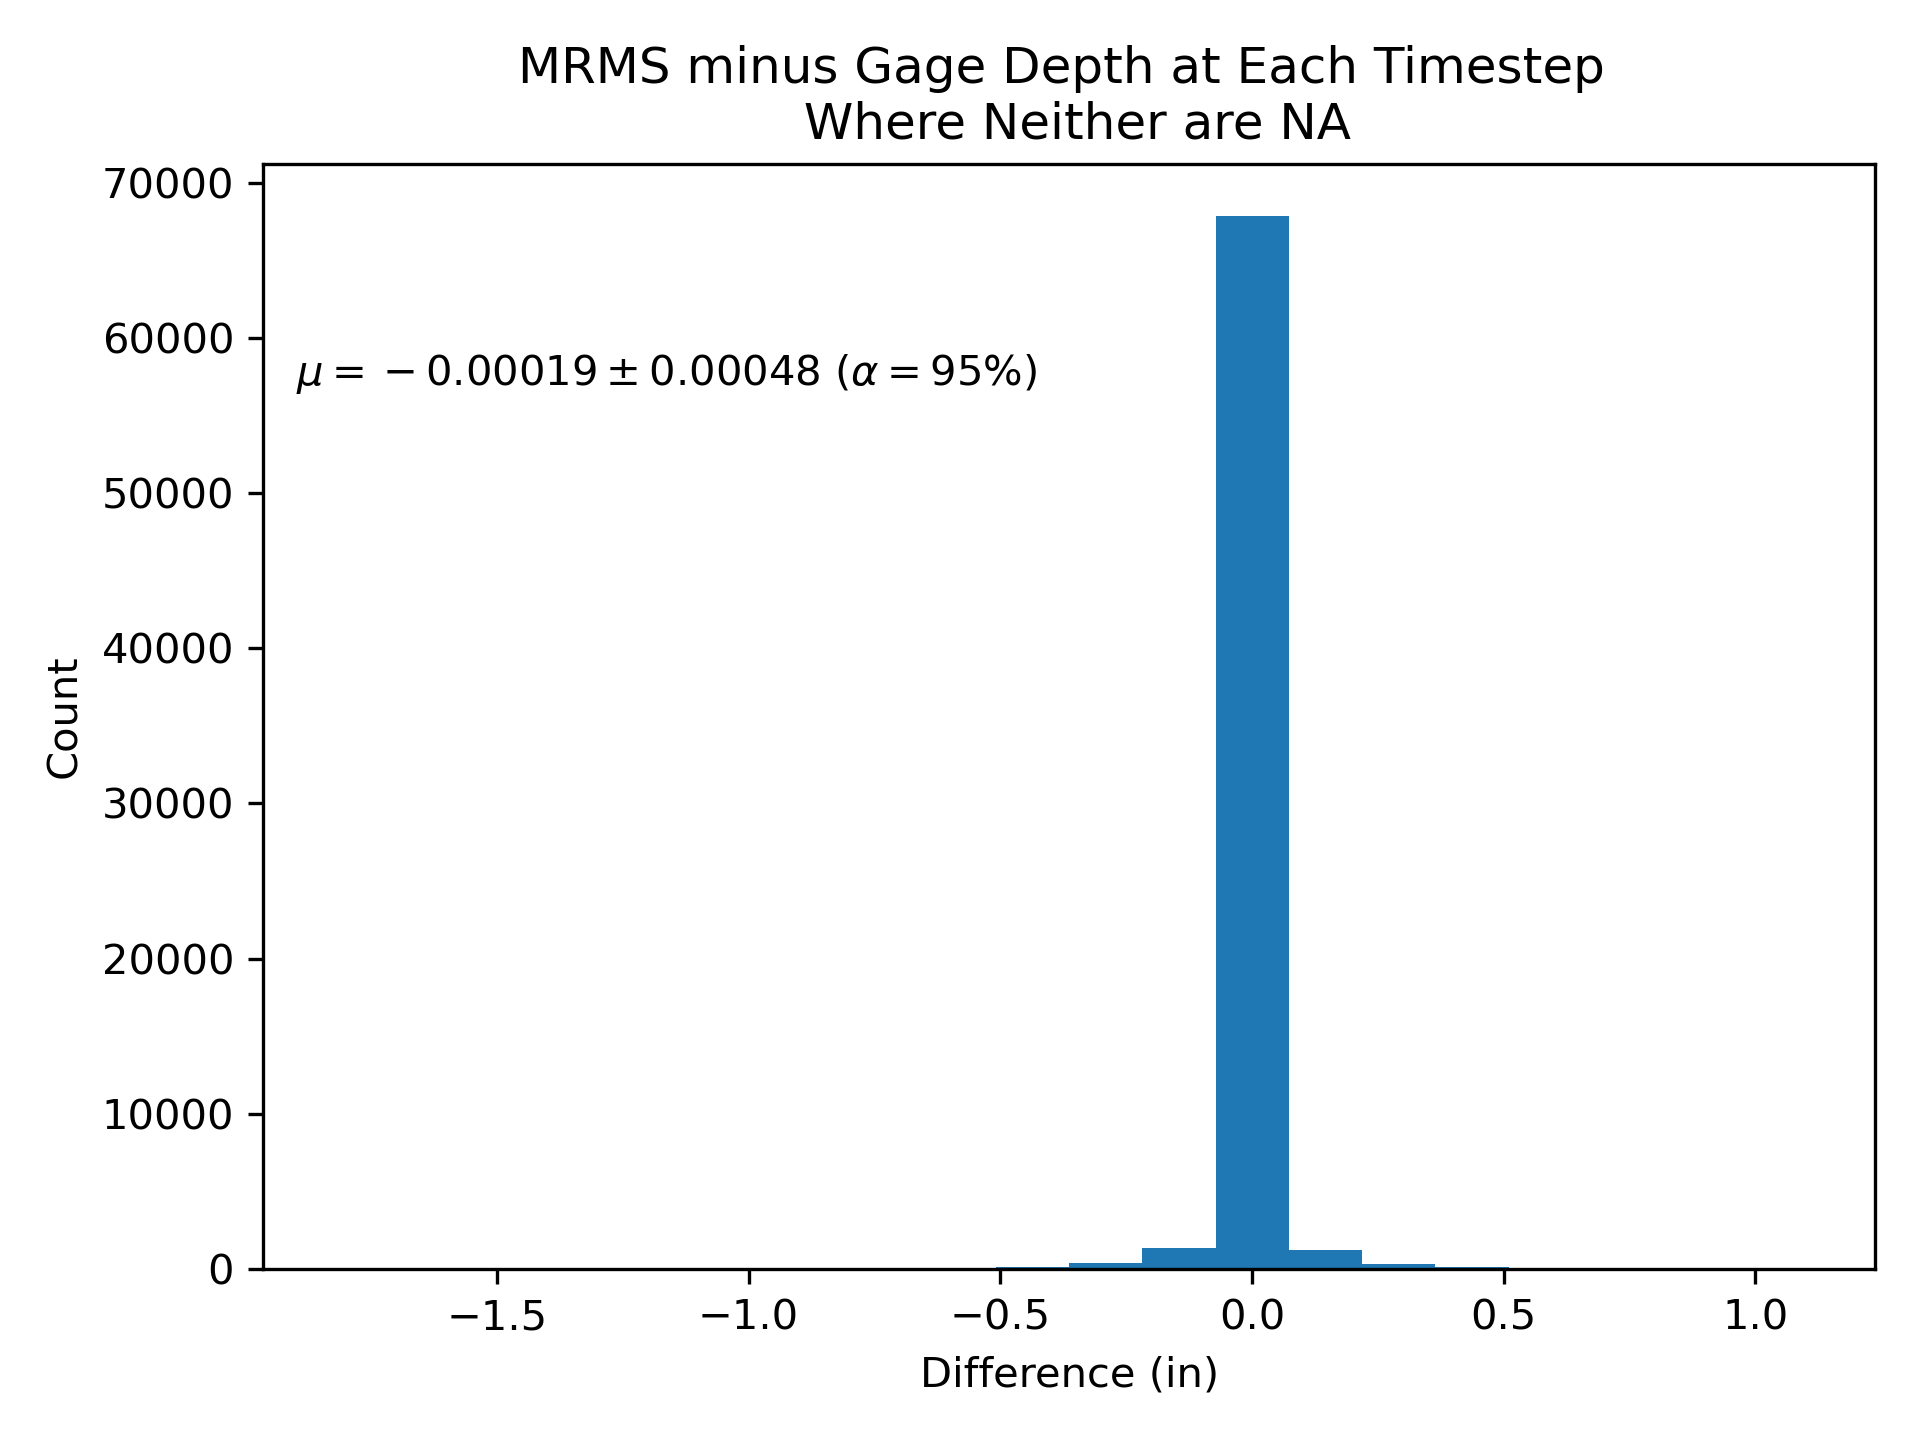 MRMS minus Gage Depth at Each Timestep
Where Neither are NA
70000
60000
μ = − 0.00019 ± 0.00048 (α = 95%)
50000
40000
30000
20000
10000
0
Count
−1.5 −1.0 −0.5 0.0 0.5 1.0
Difference (in)